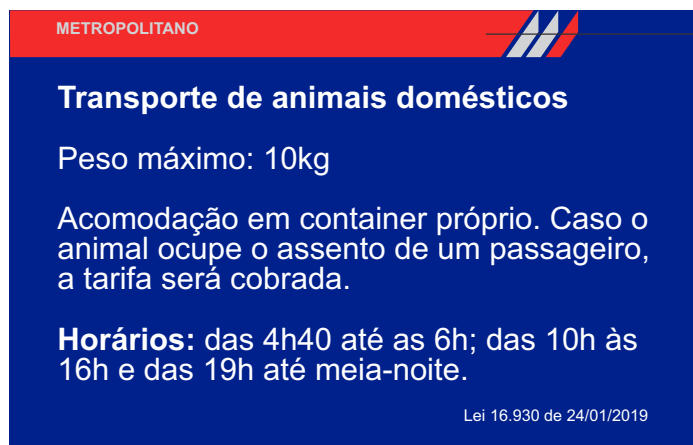 METROPOLITANO
Transporte de animais domésticos
Peso máximo: 10kg
Acomodação em container próprio. Caso o
animal ocupe o assento de um passageiro,
a tarifa será cobrada.
Horários: das 4h40 até as 6h; das 10h às
16h e das 19h até meia-noite.
Lei 16.930 de 24/01/2019